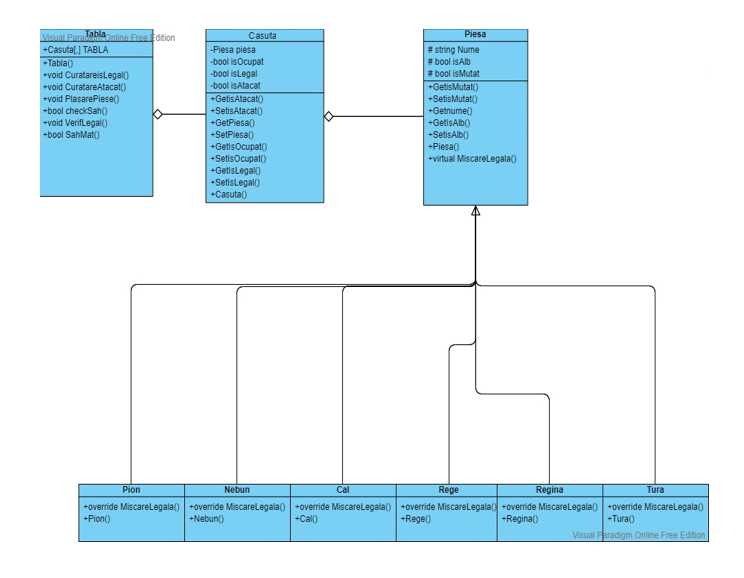 Visual Paradigm Online Free Edition
Tabla
+Casuta[,] TABLA
+Tabla()
+void CuratareisLegal()
+void CuratareAtacat()
+void PlasarePiese()
+bool checkSah()
+void VerifLegal()
+bool SahMat()
Casuta
-Piesa piesa
-bool isOcupat
-bool isLegal
-bool isAtacat
+GetisAtacat()
+SetisAtacat()
+GetPiesa()
+SetPiesa()
+GetIsOcupat()
+SetIsOcupat()
+GetIsLegal()
+SetIsLegal()
+Casuta()
Piesa
# string Nume
# bool isAlb
# bool isMutat
+GetisMutat()
+SetisMutat()
+Getnume()
+GetIsAlb()
+SetisAlb()
+Piesa()
+virtual MiscareLegala()
Pion
+override MiscareLegala()
+Pion()
Nebun
+override MiscareLegala()
+Nebun()
Cal
+override MiscareLegala()
+Cal()
Rege
+override MiscareLegala()
+Rege()
Regina
+override MiscareLegala()
+Regina()
Tura
+override MiscareLegala()
+Tura()
Visual Paradigm Online Free Edition